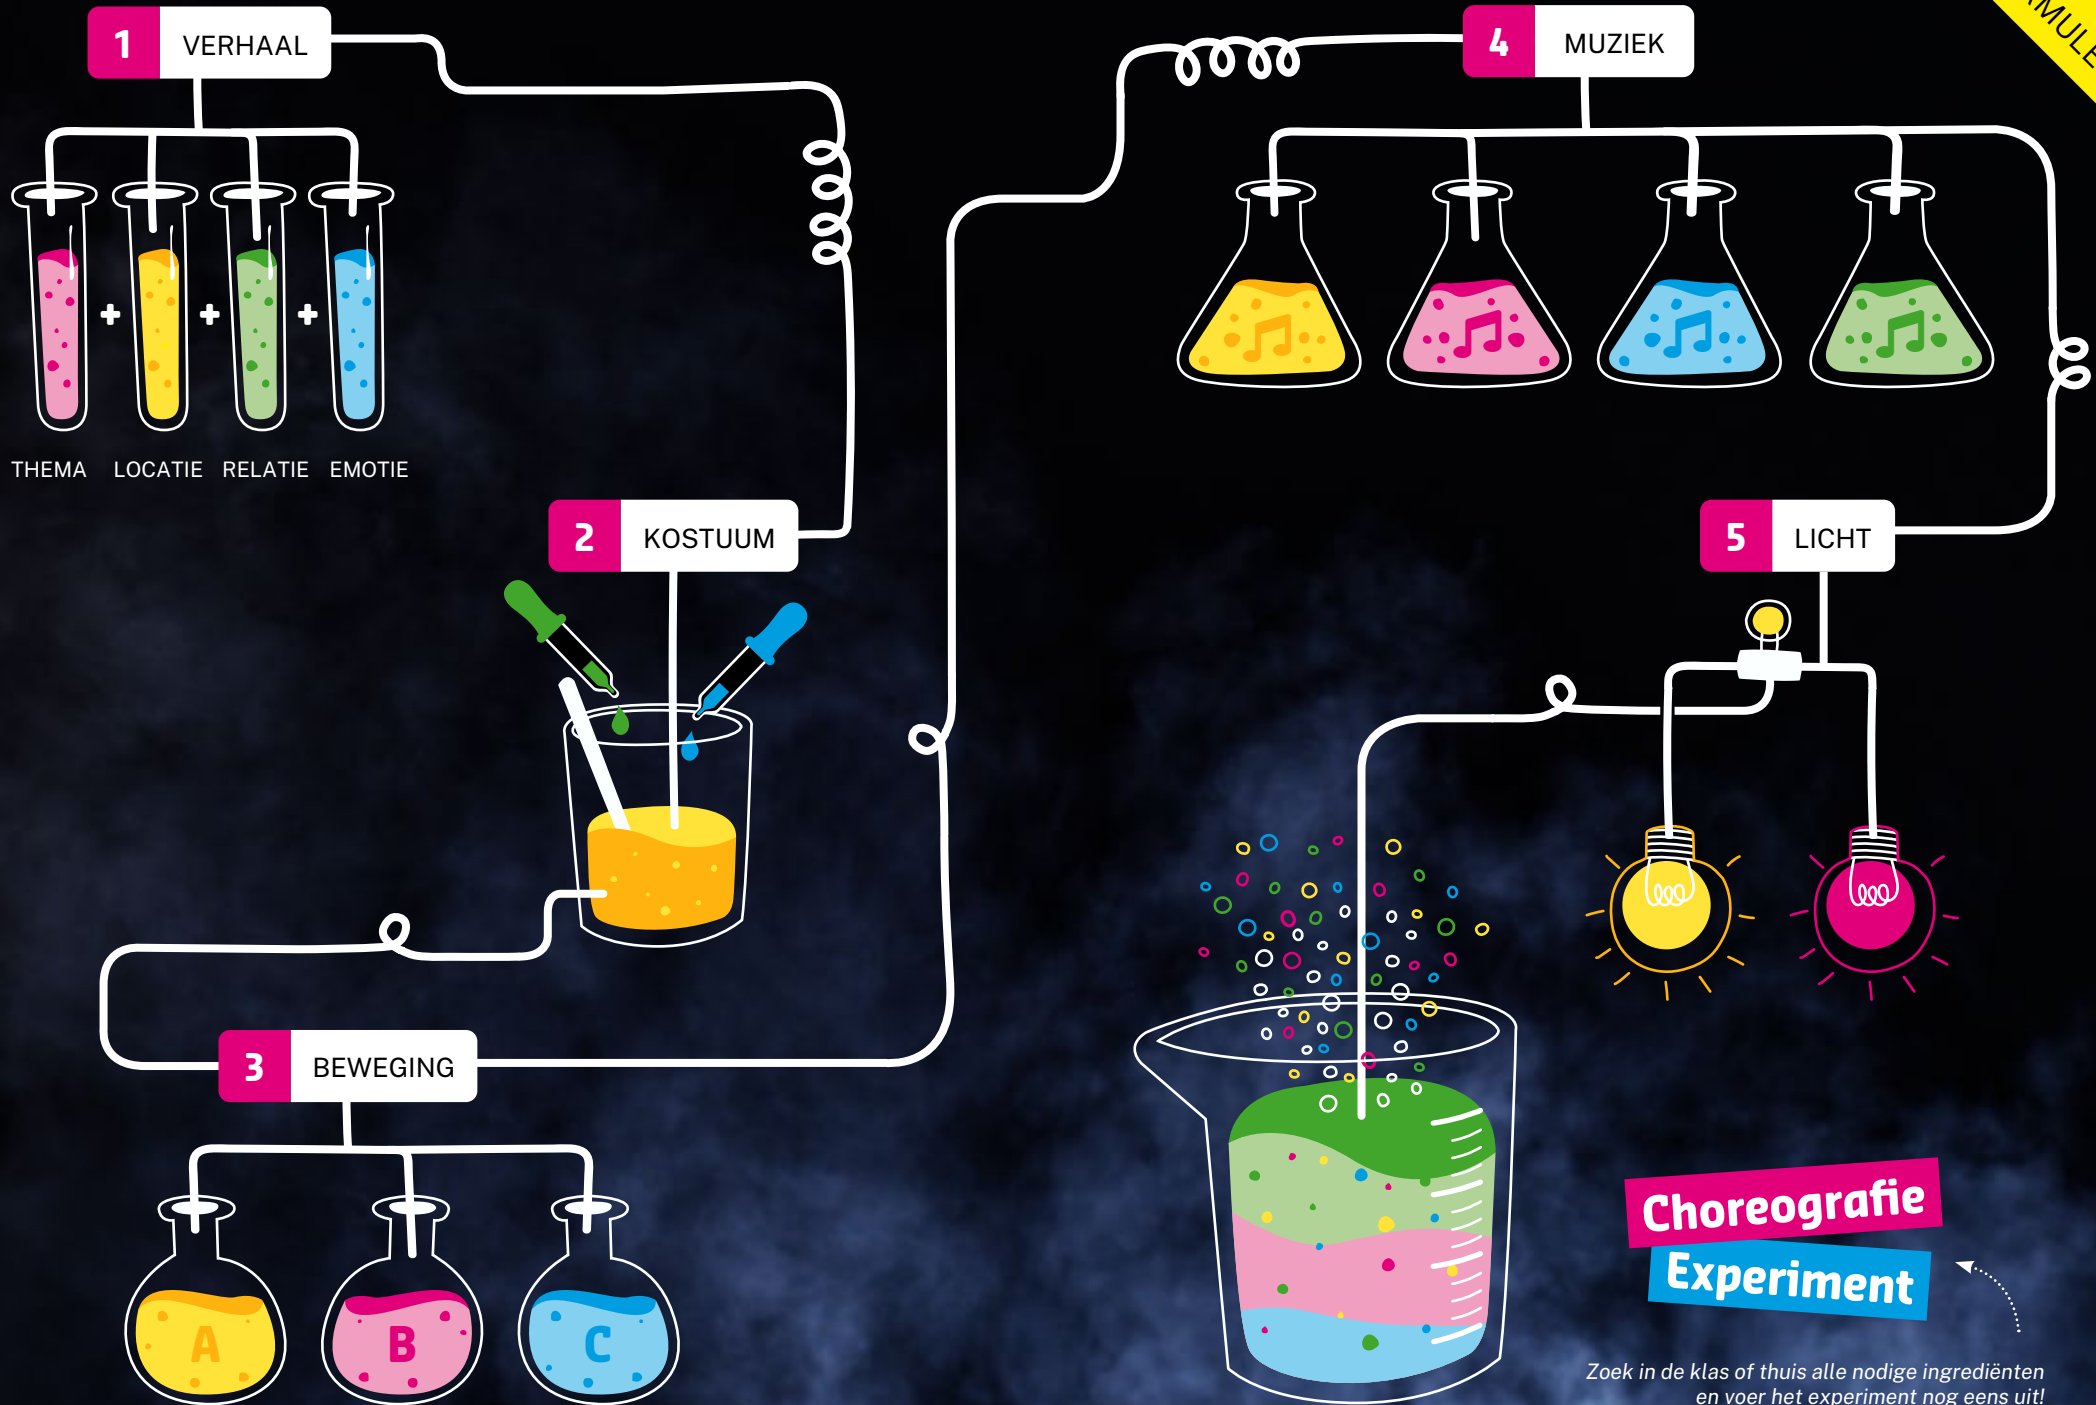 1 VERHAAL
THEMA LOCATIE RELATIE EMOTIE
2 KOSTUUM
3 BEWEGING
A B C
4 MUZIEK
5 LICHT
Choreografie
Experiment
Zoek in de klas of thuis alle nodige ingrediënten
en voer het experiment nog eens uit!